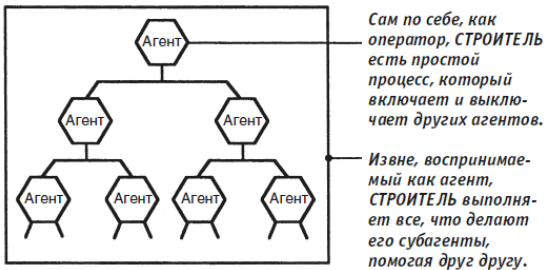 Агент
Агент
Агент
Агент
Агент
Агент
Агент
Сам по себе, как
оператор, СТРОИТЕЛЬ
есть простой
процесс, который
включает и выклю-
чает других агентов.
Извне, воспринимае-
мый как агент,
СТРОИТЕЛЬ выполня-
ет все, что делают
его субагенты,
помогая друг другу.